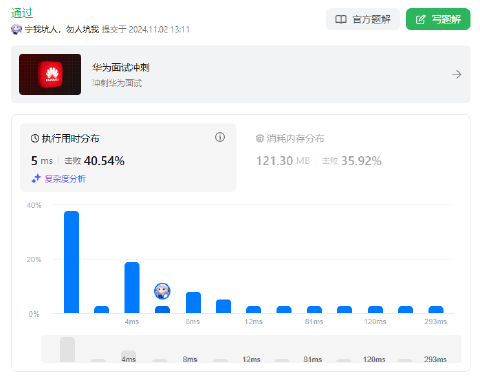 通过
宁我坑人，勿人坑我 提交于 2024.11.02 13:11
官方题解
写题解
HUAWEI
华为面试冲刺
冲刺华为面试
执行用时分布
5 ms 击败 40.54%
复杂度分析
消耗内存分布
121.30 MB 击败 35.92%
40%
20%
0%
4ms 8ms 12ms 81ms 120ms 293ms
4ms 8ms 12ms 81ms 120ms 293ms